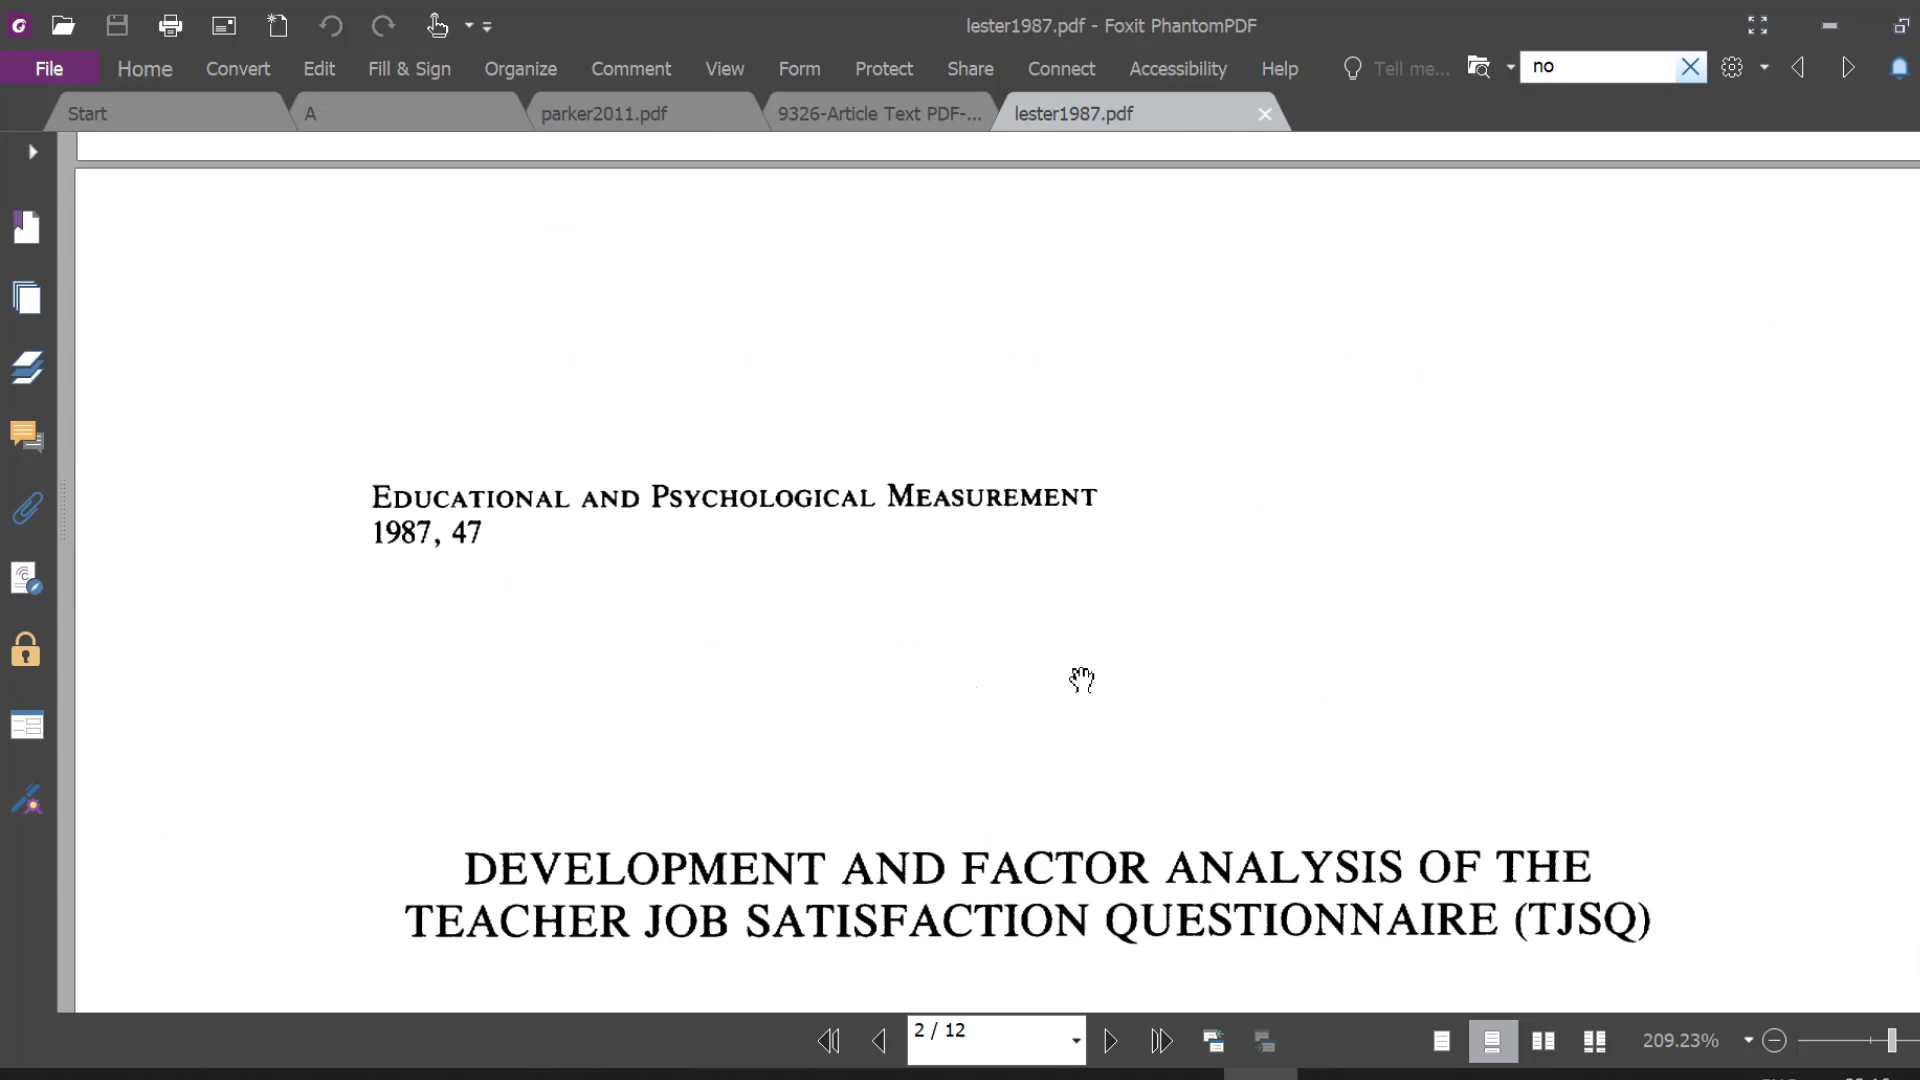 lester1987.pdf - Foxit PhantomPDF
File Home Convert Edit Fill & Sign Organize Comment View Form Protect Share Connect Accessibility Help Tell me... no
Start A parker2011.pdf 9326-Article Text PDF-... lester1987.pdf
EDUCATIONAL AND PSYCHOLOGICAL MEASUREMENT
1987, 47
DEVELOPMENT AND FACTOR ANALYSIS OF THE
TEACHER JOB SATISFACTION QUESTIONNAIRE (TJSQ)
2 / 12 209.23%